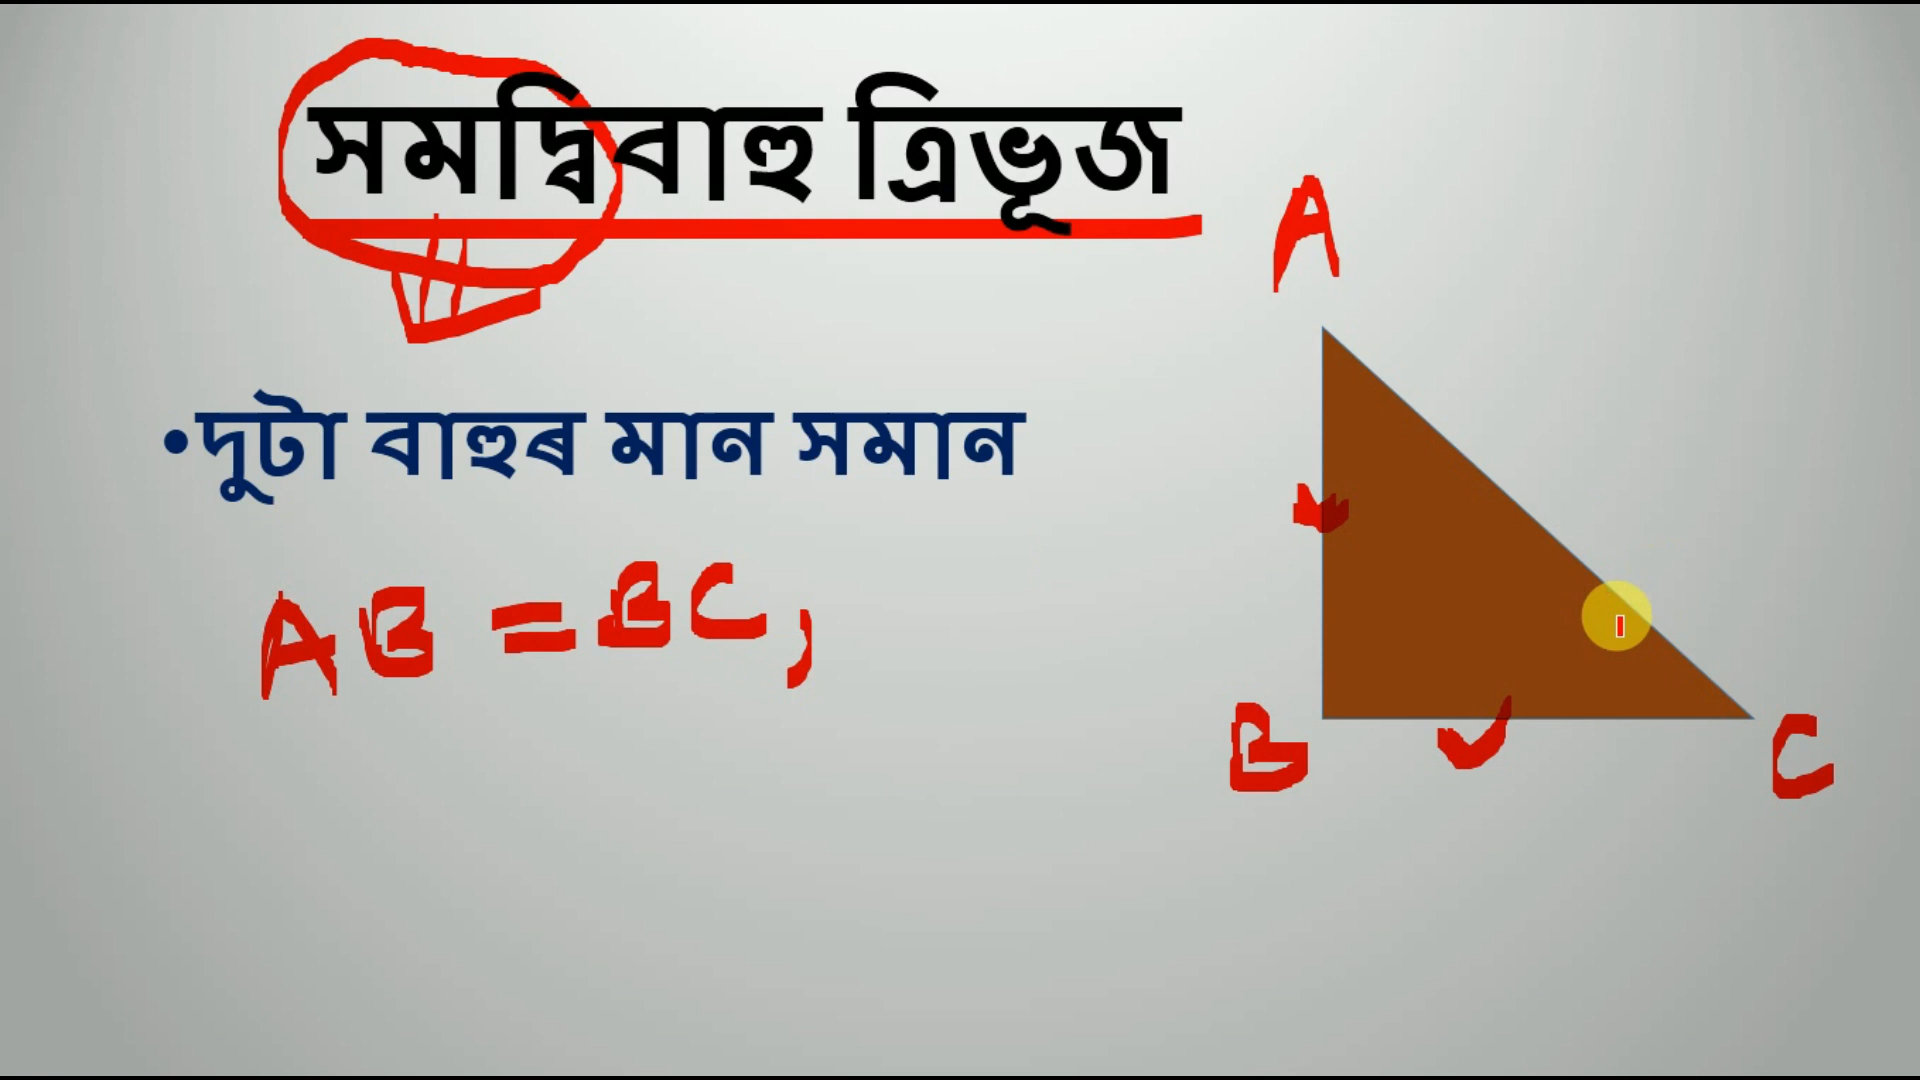 সমদ্বিবাহু ত্ৰিভূজ
•দুটা বাহুৰ মান সমান
AB = BC,
A
B
C